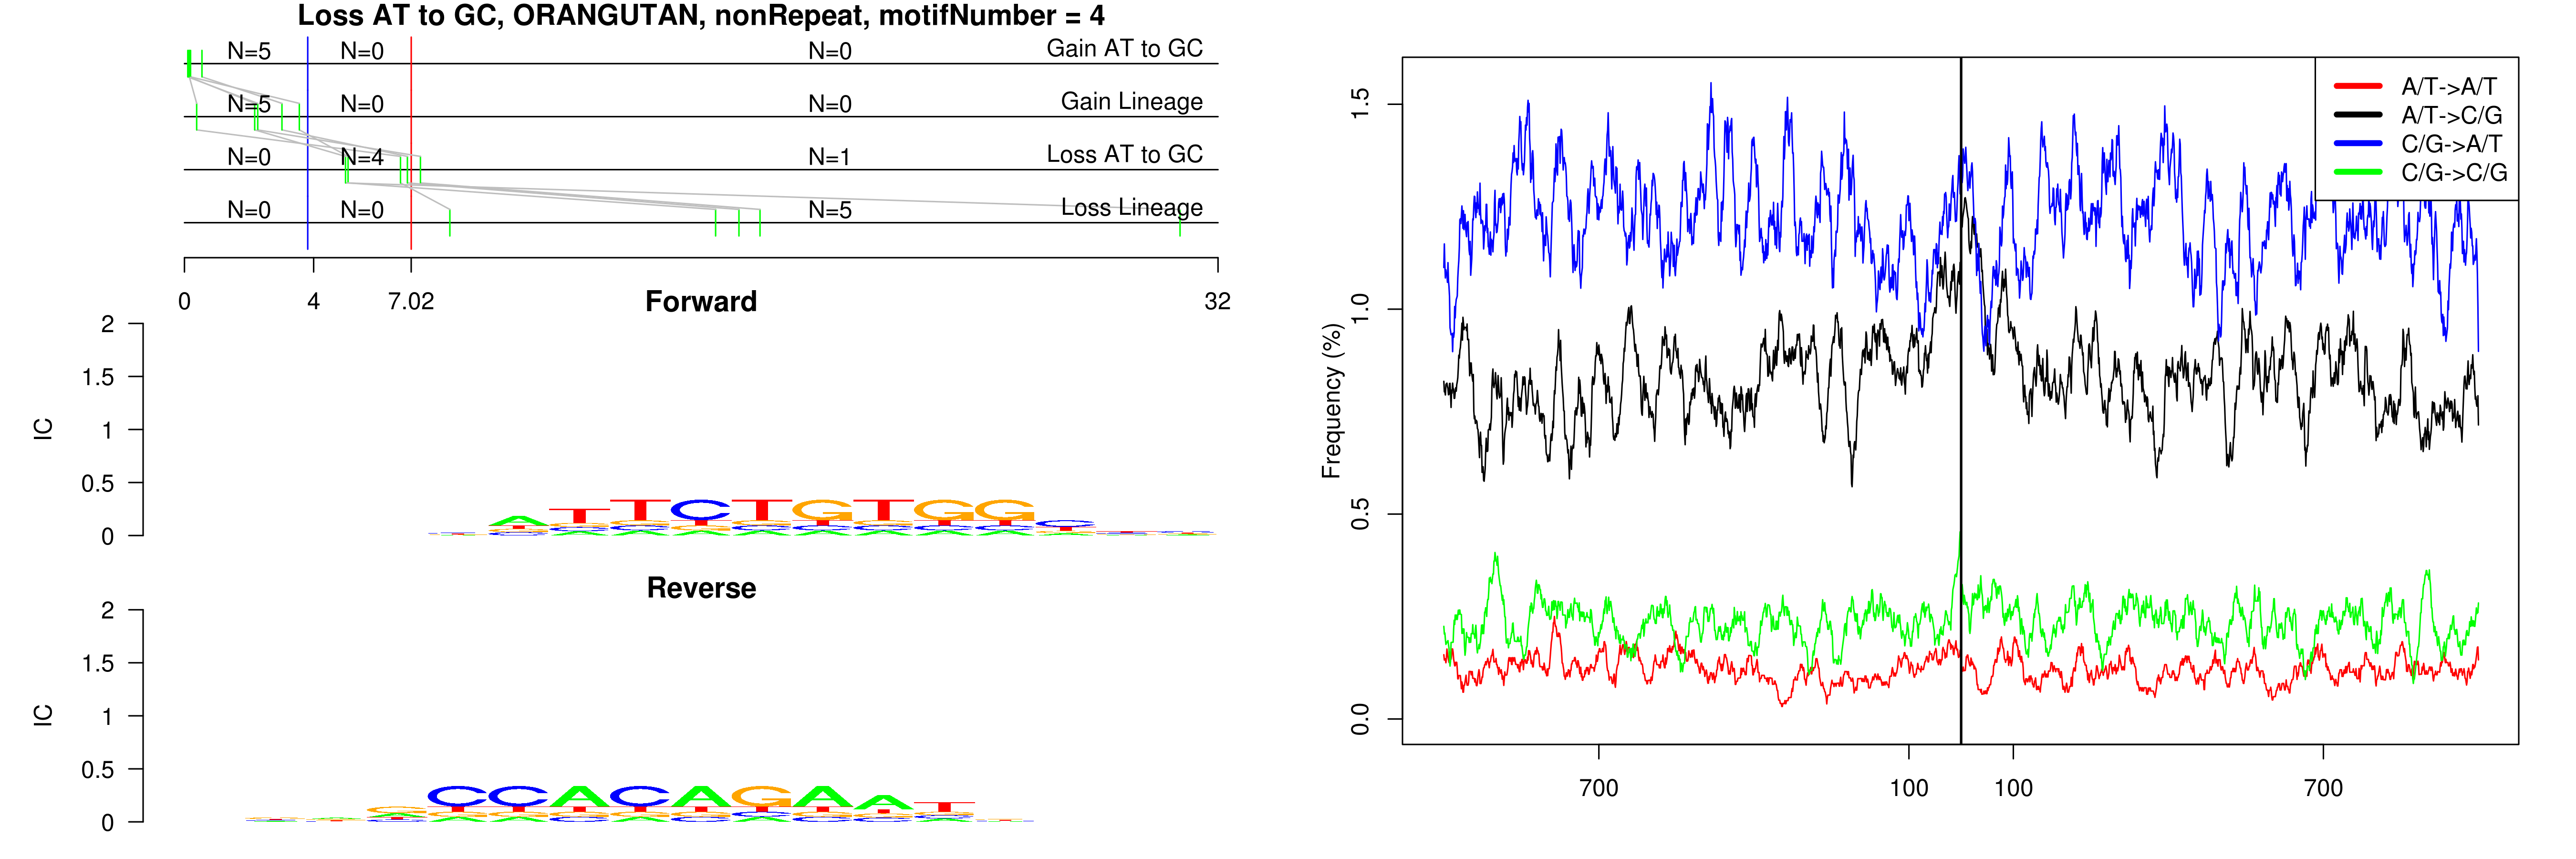 Loss AT to GC, ORANGUTAN, nonRepeat, motifNumber = 4
N=5 N=0 N=0 Gain AT to GC
N=5 N=0 N=0 Gain Lineage
N=0 N=4 N=1 Loss AT to GC
N=0 N=0 N=5 Loss Lineage
0 4 7.02 32
Forward
2
1.5
1
0.5
0
IC
ATTCTGTGGC
Reverse
2
1.5
1
0.5
0
IC
GCCACAGAAT
A/T->A/T
A/T->C/G
C/G->A/T
C/G->C/G
1.5
1.0
0.5
0.0
Frequency (%)
700 100 100 700